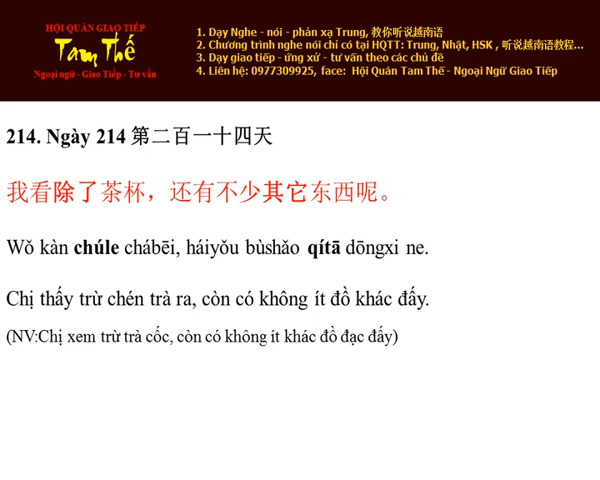 HỘI QUÁN GIAO TIẾP
Tam Thế
Ngoại ngữ - Giao Tiếp - Tư vấn
1. Dạy Nghe - nói - phản xạ Trung, 教你听说越南语
2. Chương trình nghe nói chỉ có tại HQTT: Trung, Nhật, HSK , 听说越南语教程...
3. Dạy giao tiếp - ứng xử - tư vấn theo các chủ đề
4. Liên hệ: 0977309925, face: Hội Quán Tam Thế - Ngoại Ngữ Giao Tiếp
214. Ngày 214 第二百一十四天
我看除了茶杯，还有不少其它东西呢。
Wǒ kàn chúle chábēi, háiyǒu bùshǎo qítā dōngxi ne.
Chị thấy trừ chén trà ra, còn có không ít đồ khác đấy.
(NV:Chị xem trừ trà cốc, còn có không ít khác đồ đạc đấy)